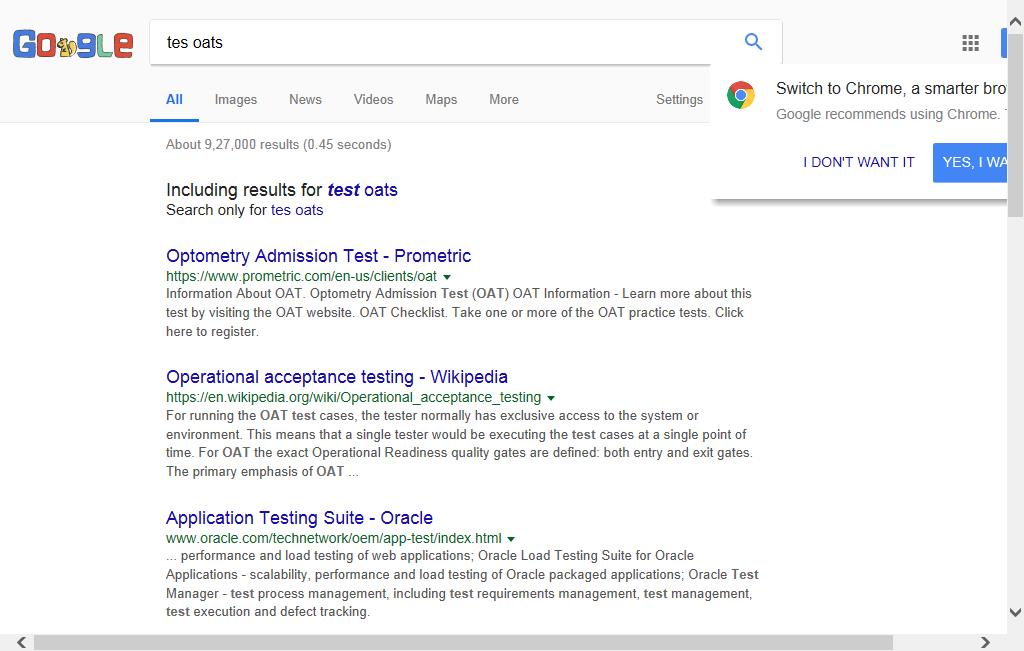 Google
tes oats
All Images News Videos Maps More Settings
Switch to Chrome, a smarter bro
Google recommends using Chrome. T
I DON'T WANT IT YES, I WA
About 9,27,000 results (0.45 seconds)
Including results for test oats
Search only for tes oats
Optometry Admission Test - Prometric
https://www.prometric.com/en-us/clients/oat
Information About OAT. Optometry Admission Test (OAT) OAT Information - Learn more about this
test by visiting the OAT website. OAT Checklist. Take one or more of the OAT practice tests. Click
here to register.
Operational acceptance testing - Wikipedia
https://en.wikipedia.org/wiki/Operational_acceptance_testing
For running the OAT test cases, the tester normally has exclusive access to the system or
environment. This means that a single tester would be executing the test cases at a single point of
time. For OAT the exact Operational Readiness quality gates are defined: both entry and exit gates.
The primary emphasis of OAT ...
Application Testing Suite - Oracle
www.oracle.com/technetwork/oem/app-test/index.html
... performance and load testing of web applications; Oracle Load Testing Suite for Oracle
Applications - scalability, performance and load testing of Oracle packaged applications; Oracle Test
Manager - test process management, including test requirements management, test management,
test execution and defect tracking.